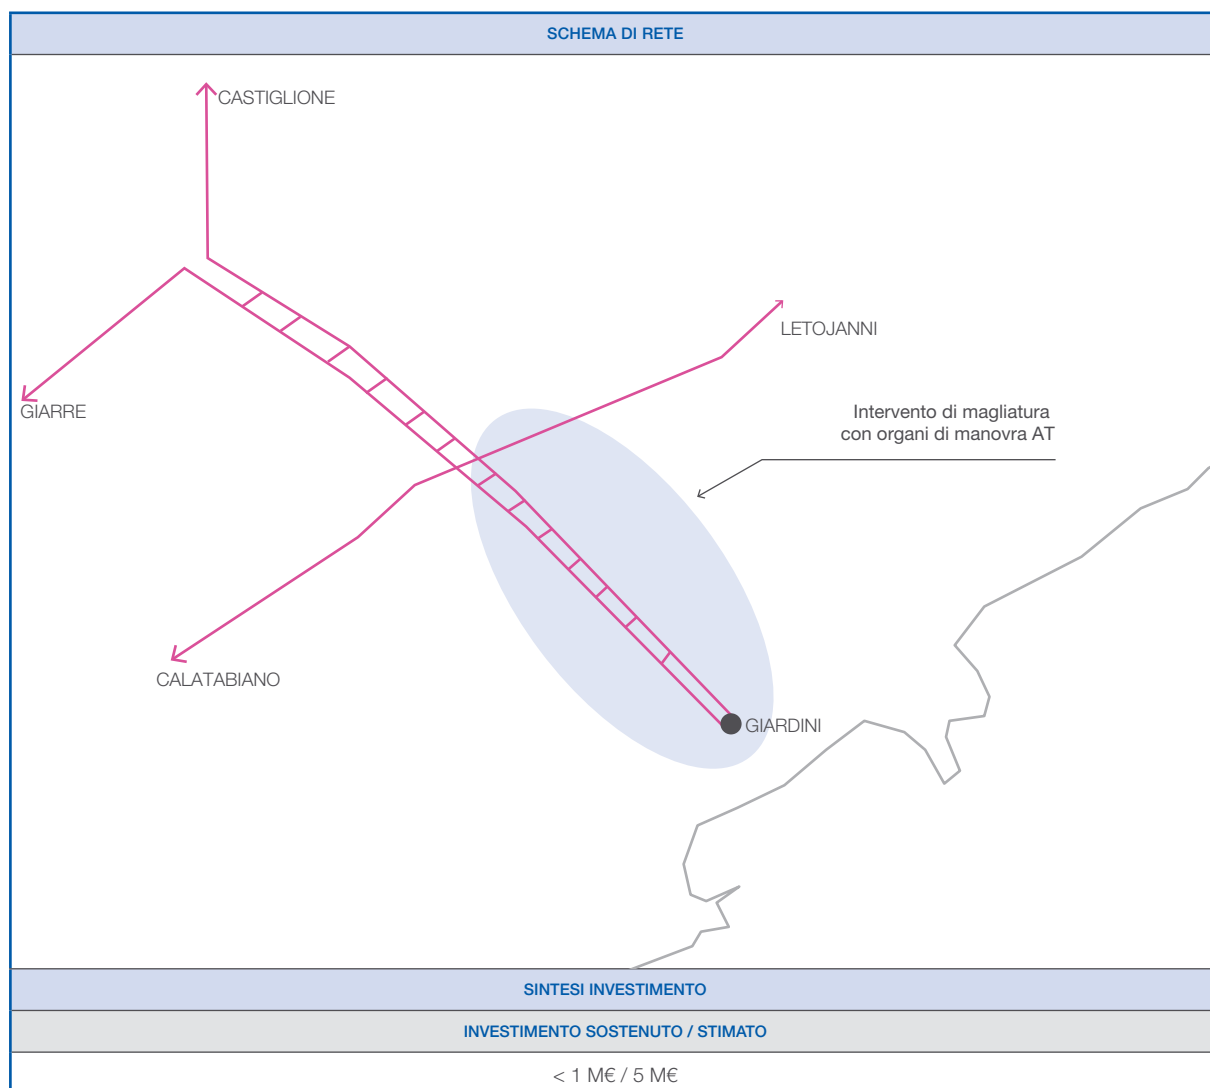 SCHEMA DI RETE
CASTIGLIONE
LETOJANNI
GIARRE
Intervento di magliatura
con organi di manovra AT
CALATABIANO
GIARDINI
SINTESI INVESTIMENTO
INVESTIMENTO SOSTENUTO / STIMATO
< 1 M€ / 5 M€